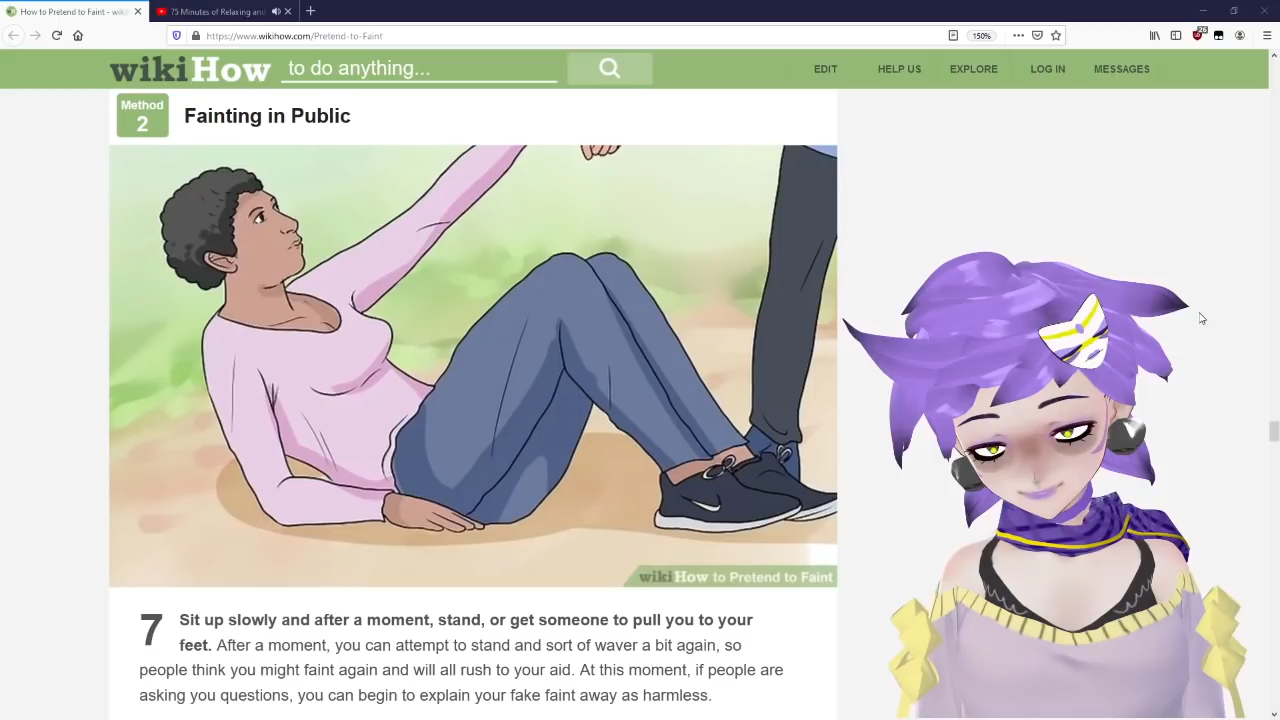 How to Pretend to Faint - wiki
75 Minutes of Relaxing and
https://www.wikihow.com/Pretend-to-Faint
150%
wikiHow to do anything...
EDIT HELP US EXPLORE LOG IN MESSAGES
Method
2
Fainting in Public
wikiHow to Pretend to Faint
7 Sit up slowly and after a moment, stand, or get someone to pull you to your
feet. After a moment, you can attempt to stand and sort of waver a bit again, so
people think you might faint again and will all rush to your aid. At this moment, if people are
asking you questions, you can begin to explain your fake faint away as harmless.